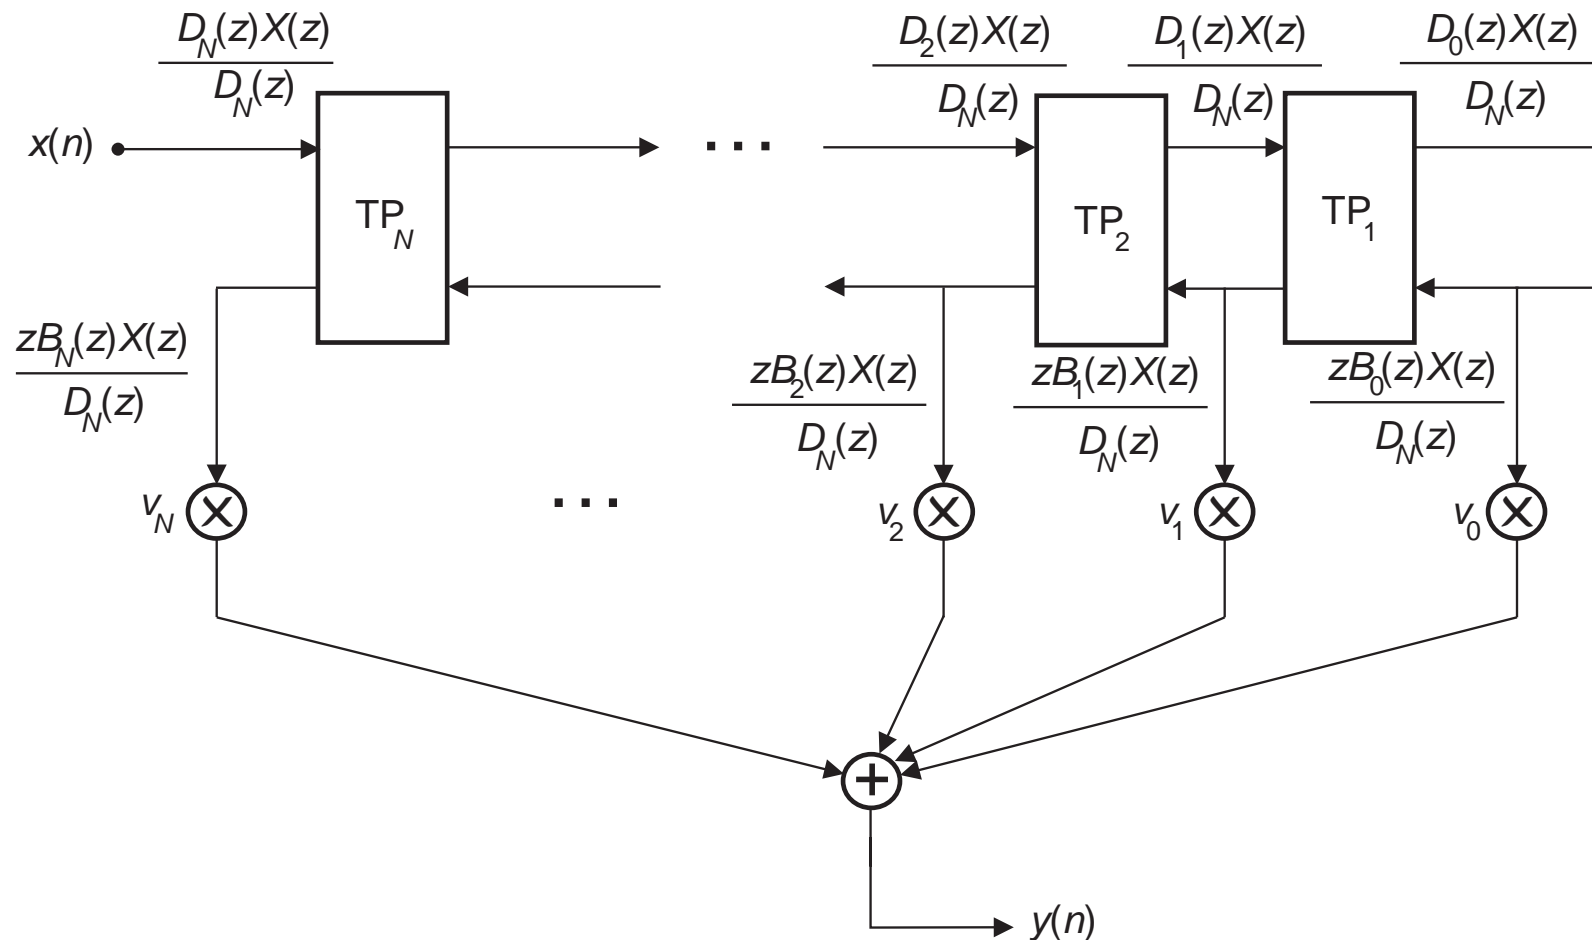 D_N(z)X(z)
D_N(z)
D_2(z)X(z)
D_N(z)
D_1(z)X(z)
D_N(z)
D_0(z)X(z)
D_N(z)
x(n)
...
TP_N
TP_2
TP_1
zB_N(z)X(z)
D_N(z)
zB_2(z)X(z)
D_N(z)
zB_1(z)X(z)
D_N(z)
zB_0(z)X(z)
D_N(z)
v_N
×
...
v_2
×
v_1
×
v_0
×
+
y(n)